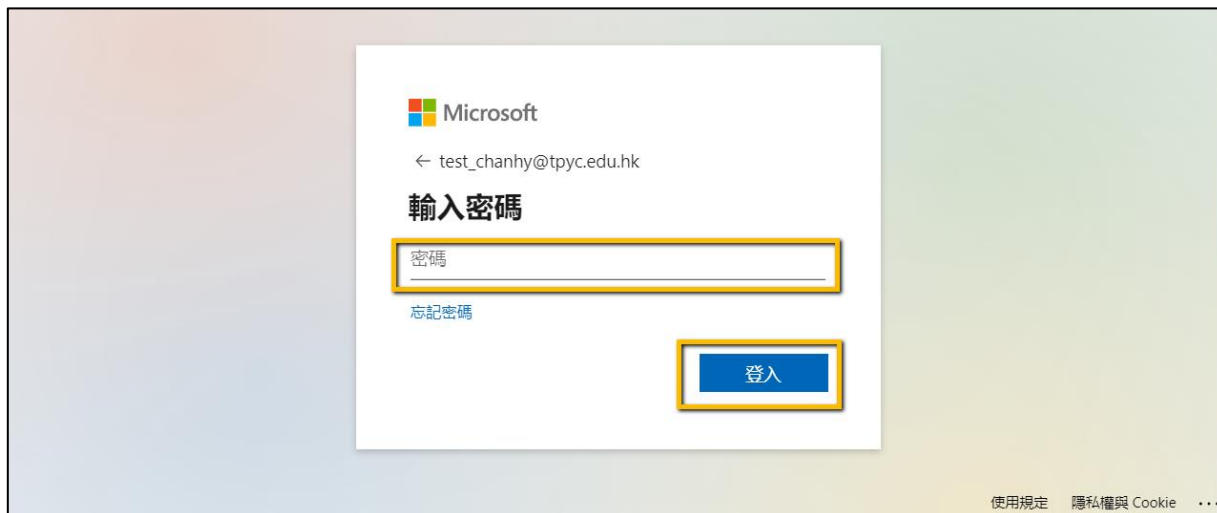 Microsoft
← test_chanhy@tpyc.edu.hk
輸入密碼
密碼
忘記密碼
登入
使用規定 隱私權與 Cookie ...